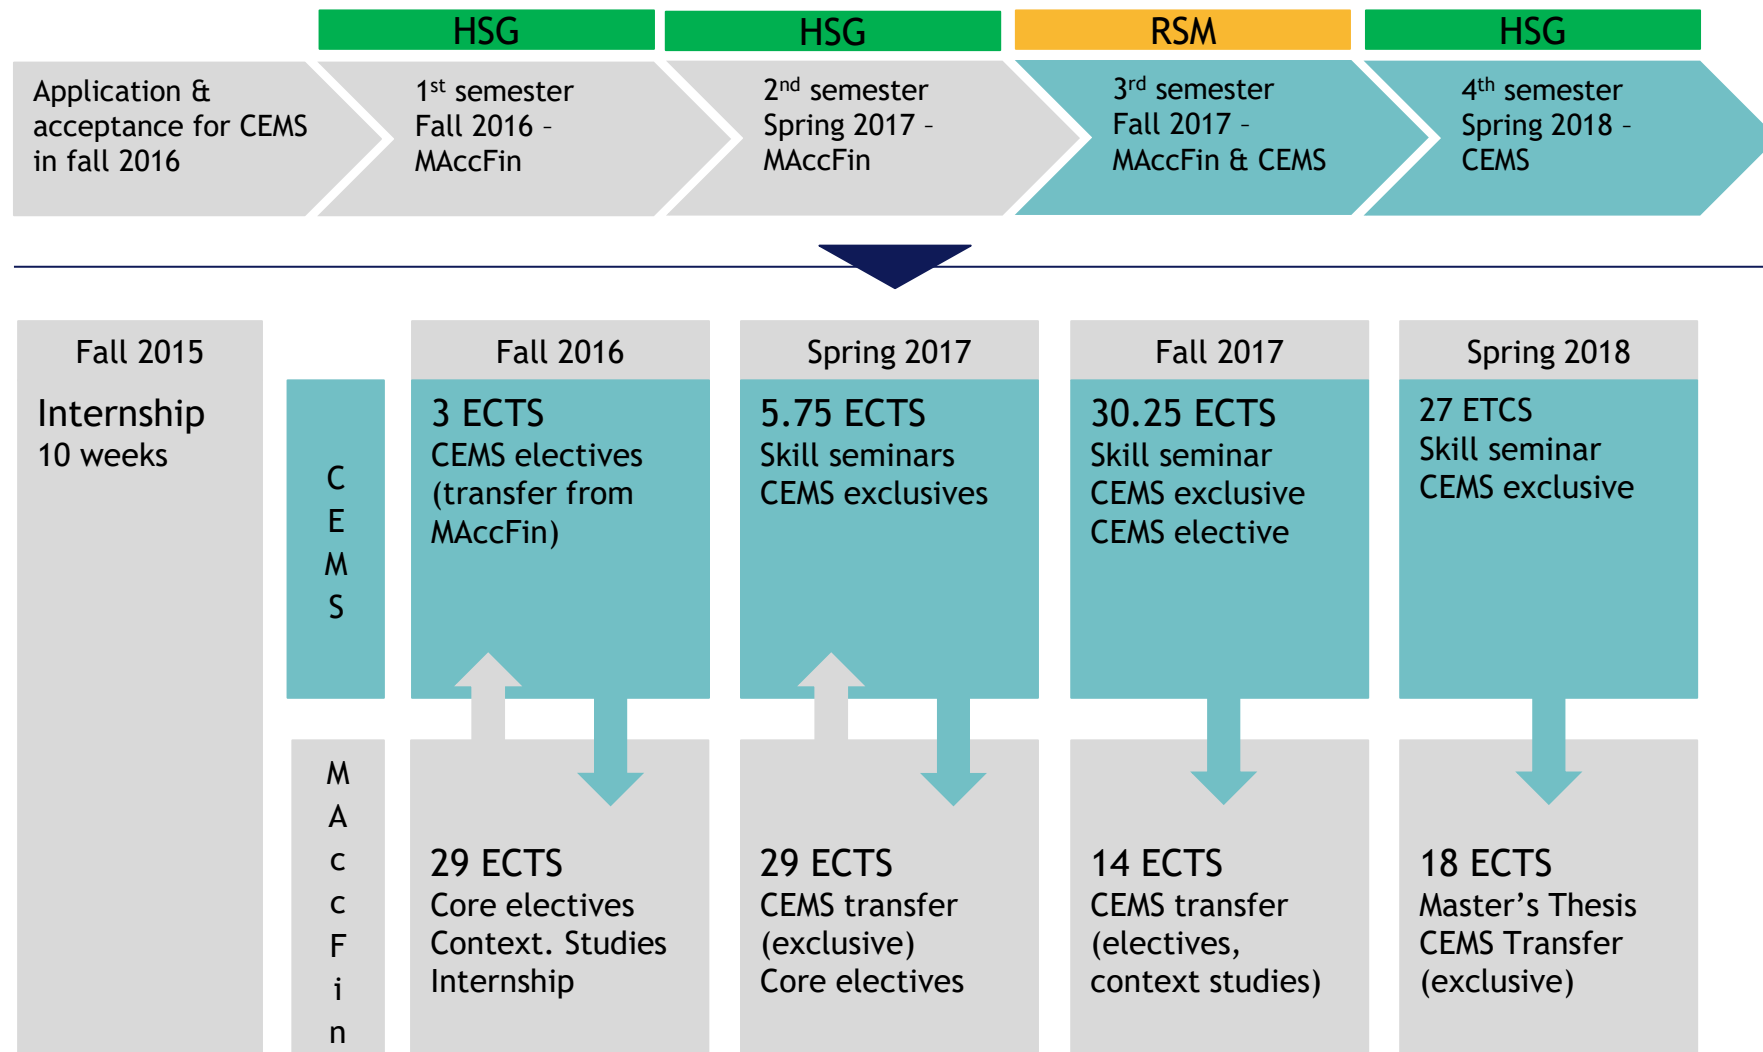 HSG
HSG
RSM
HSG
Application &
acceptance for CEMS
in fall 2016
1st semester
Fall 2016 –
MAccFin
2nd semester
Spring 2017 –
MAccFin
3rd semester
Fall 2017 –
MAccFin & CEMS
4th semester
Spring 2018 –
CEMS
Fall 2015
Internship
10 weeks
C
E
M
S
Fall 2016
3 ECTS
CEMS electives
(transfer from
MAccFin)
Spring 2017
5.75 ECTS
Skill seminars
CEMS exclusives
Fall 2017
30.25 ECTS
Skill seminar
CEMS exclusive
CEMS elective
Spring 2018
27 ETCS
Skill seminar
CEMS exclusive
M
A
c
c
F
i
n
29 ECTS
Core electives
Context. Studies
Internship
29 ECTS
CEMS transfer
(exclusive)
Core electives
14 ECTS
CEMS transfer
(electives,
context studies)
18 ECTS
Master’s Thesis
CEMS Transfer
(exclusive)